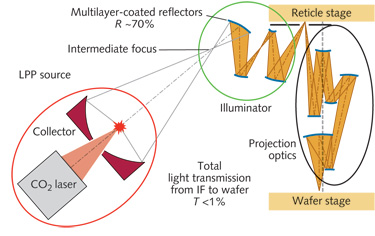 Multilayer-coated reflectors
R ~70%
Reticle stage
Intermediate focus
LPP source
Illuminator
Collector
Projection
optics
Total
light transmission
from IF to wafer
T <1%
CO₂ laser
Wafer stage